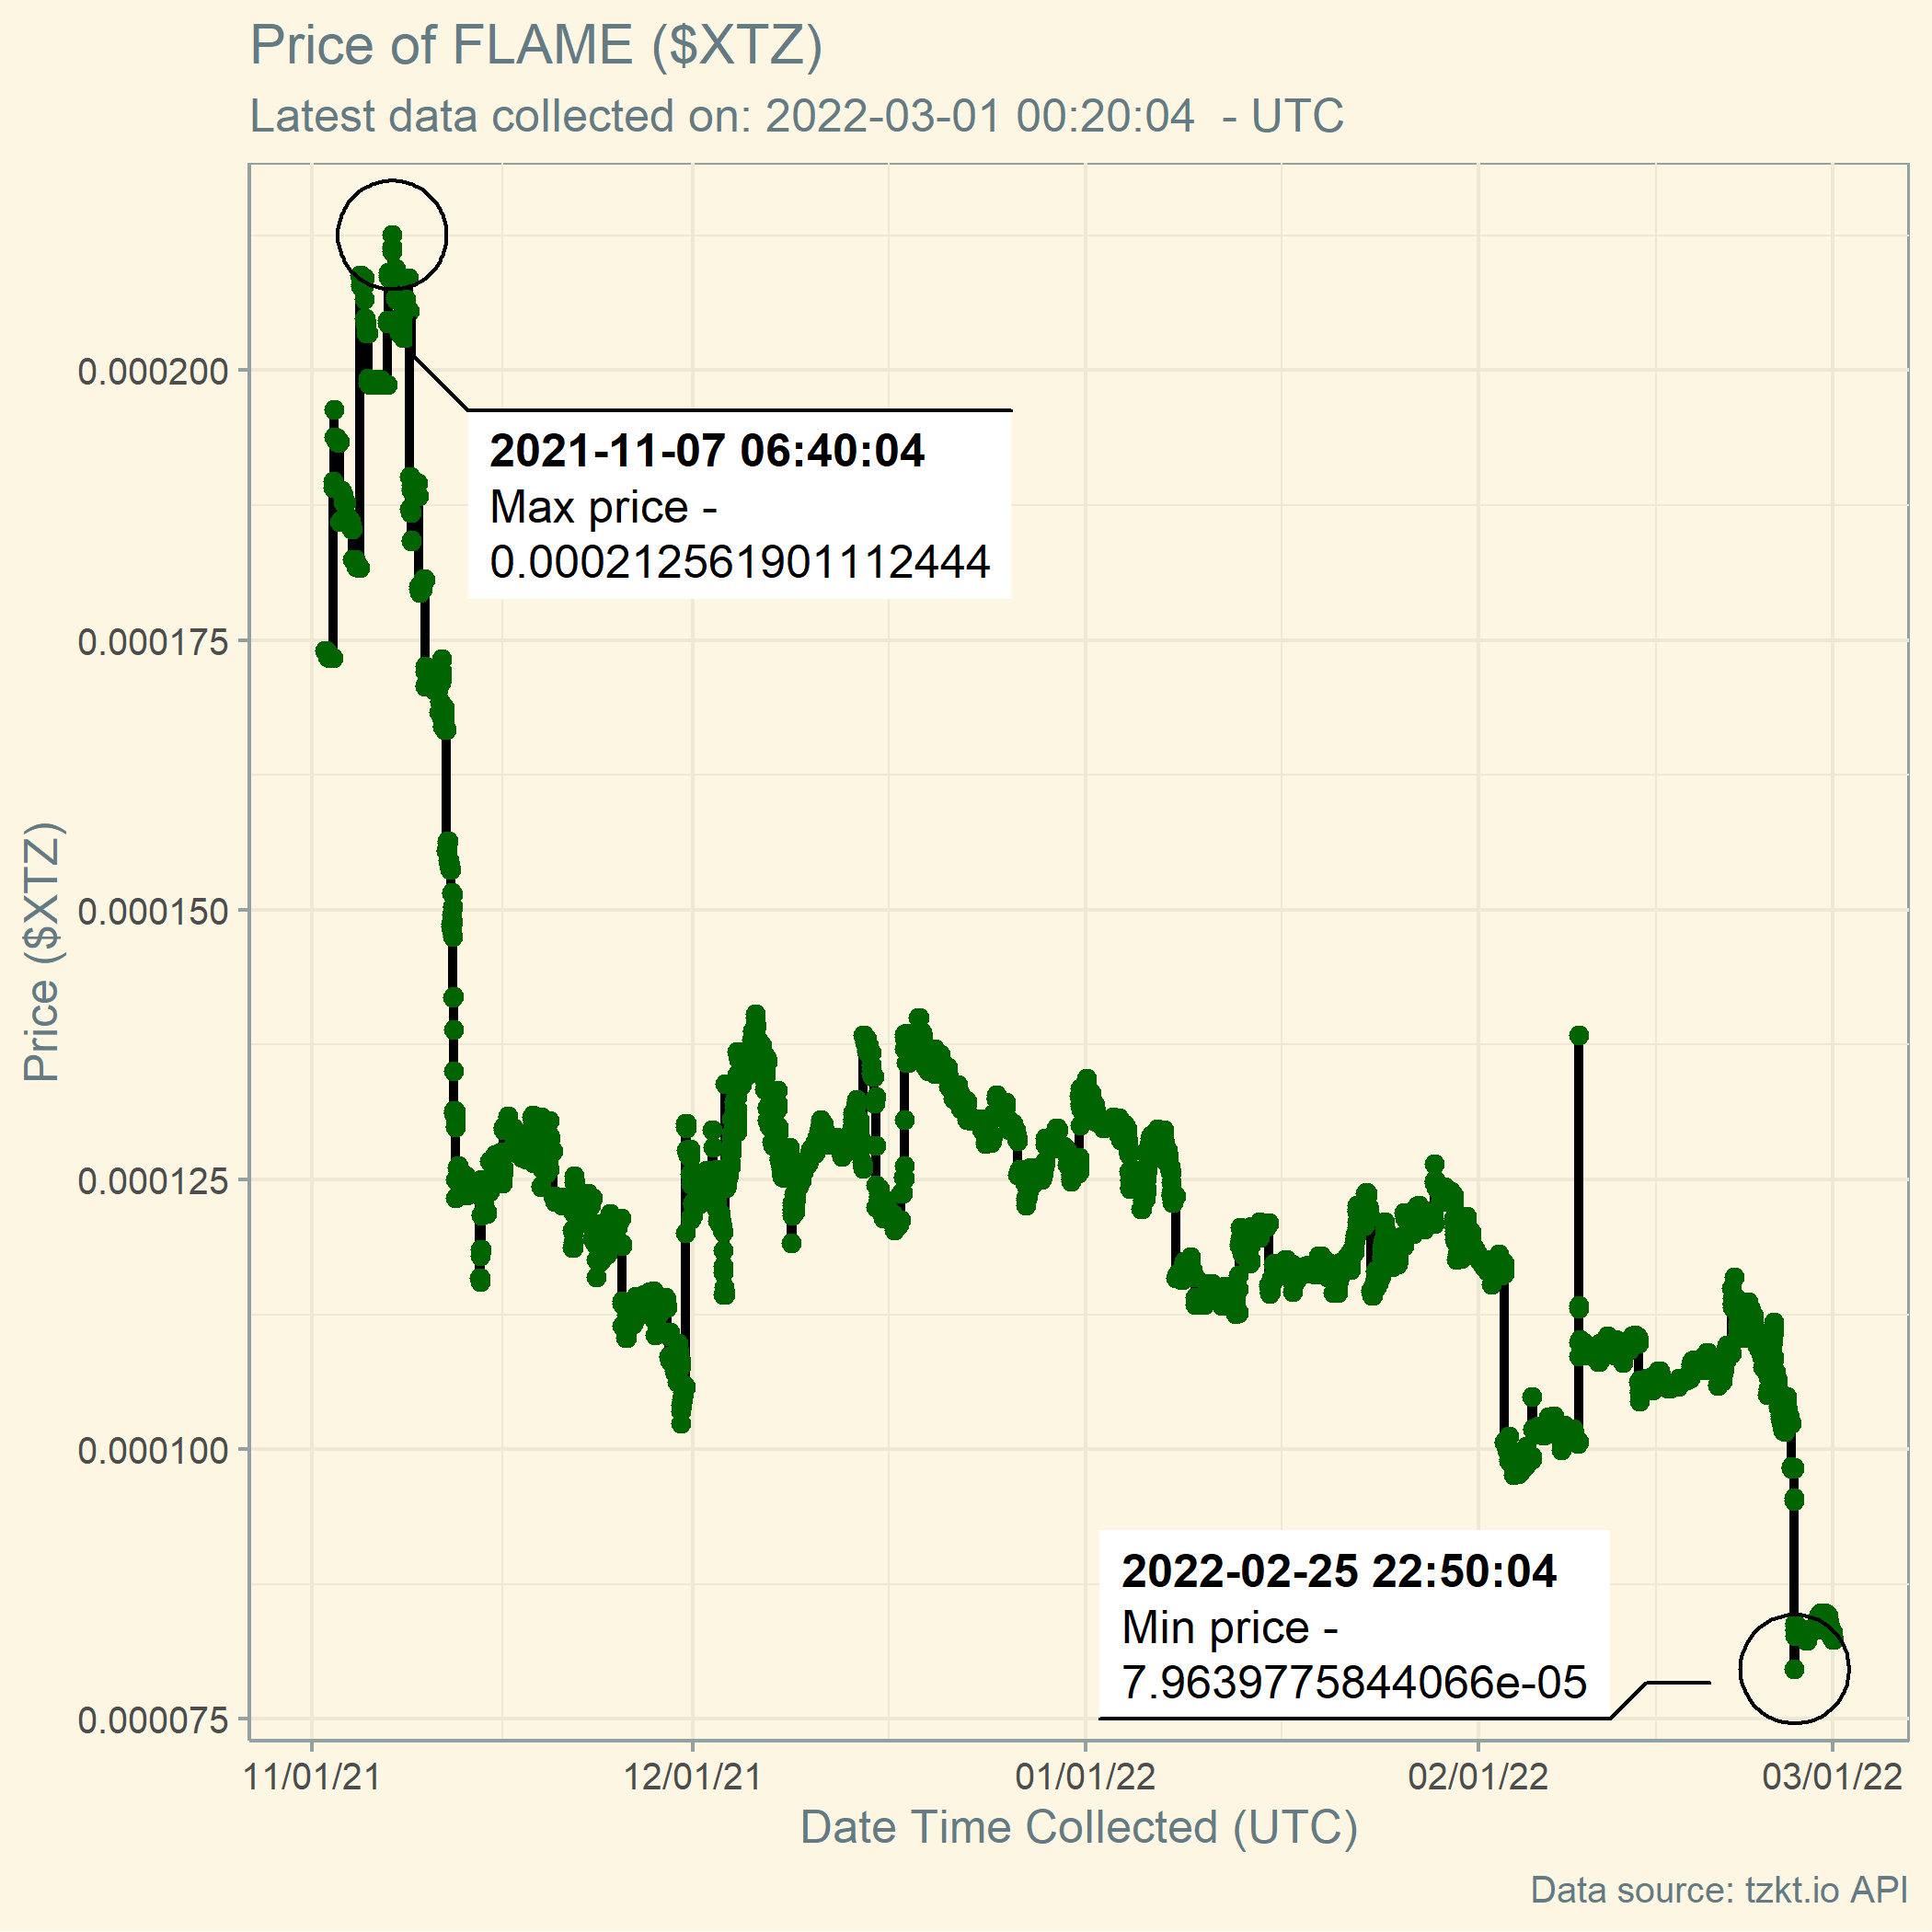 Price of FLAME ($XTZ)
Latest data collected on: 2022-03-01 00:20:04  - UTC
Price ($XTZ)
0.000200
0.000175
0.000150
0.000125
0.000100
0.000075
2021-11-07 06:40:04
Max price -
0.000212561901112444
2022-02-25 22:50:04
Min price -
7.9639775844066e-05
11/01/21
12/01/21
01/01/22
02/01/22
03/01/22
Date Time Collected (UTC)
Data source: tzkt.io API